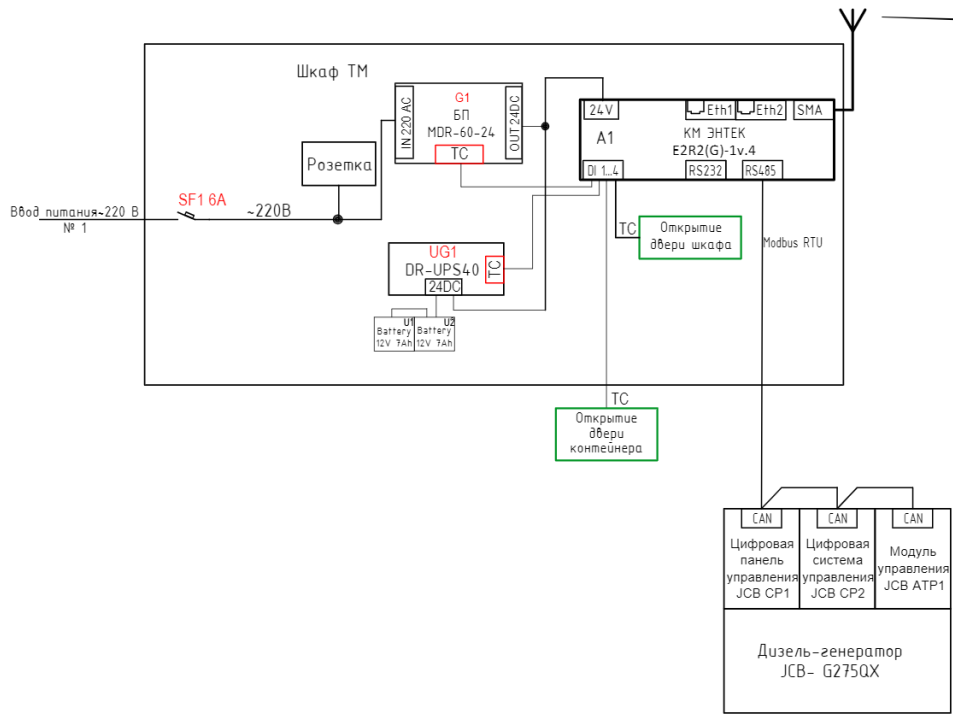 Шкаф ТМ
G1
БП
MDR-60-24
IN 220 AC
OUT 24DC
TC
24V
Eth1
Eth2
SMA
A1
КМ ЭНТЕК
E2R2(G)-1v.4
DI 1...4
RS232
RS485
Розетка
SF1 6A
~220В
Ввод питания~220 В
№ 1
UG1
DR-UPS40
24DC
TC
U1
Battery
12V 7Ah
U2
Battery
12V 7Ah
TC
Открытие
двери шкафа
Modbus RTU
TC
Открытие
двери
контейнера
CAN
CAN
CAN
Цифровая
панель
управления
JCB CP1
Цифровая
система
управления
JCB CP2
Модуль
управления
JCB ATP1
Дизель-генератор
JCB- G275QX